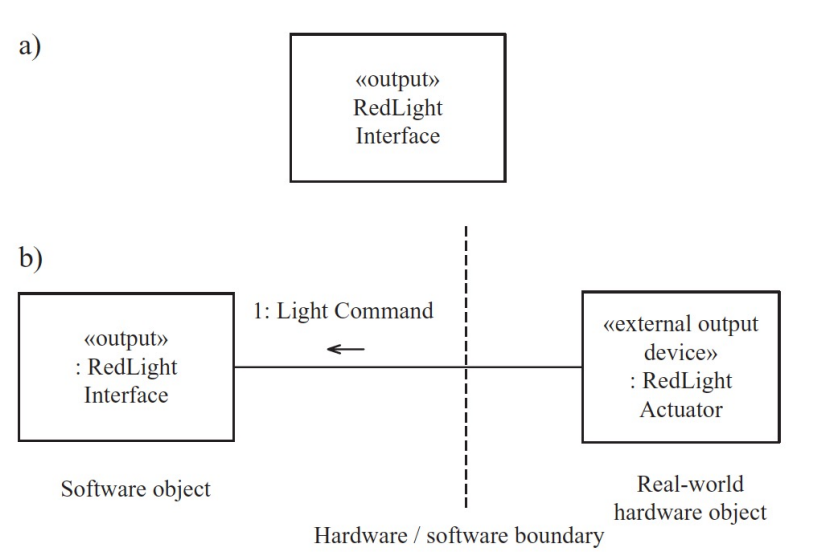 a)
«output»
RedLight
Interface
b)
1: Light Command
«output»
: RedLight
Interface
«external output
device»
: RedLight
Actuator
Software object
Real-world
hardware object
Hardware / software boundary